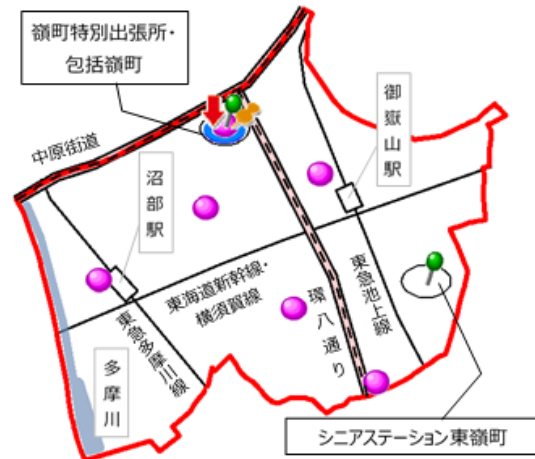 嶺町特別出張所・
包括嶺町
中原街道
御嶽山駅
沼部駅
東海道新幹線・
横須賀線
東急池上線
環八通り
東急多摩川線
多摩川
シニアステーション東嶺町